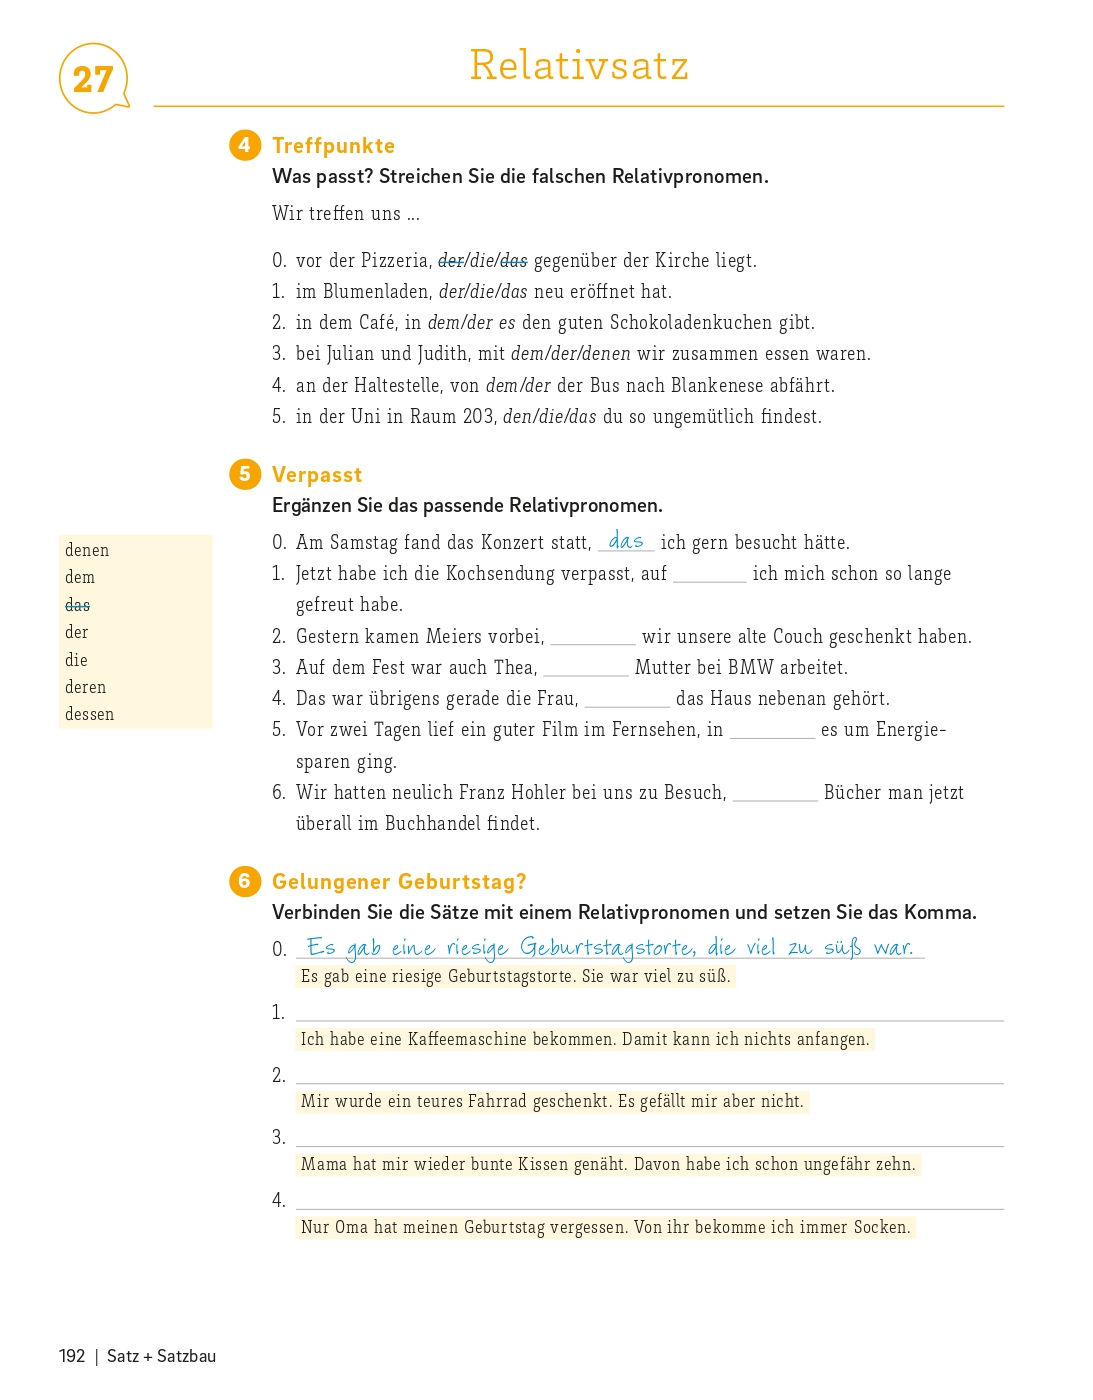 27
Relativsatz
4 Treffpunkte
Was passt? Streichen Sie die falschen Relativpronomen.
Wir treffen uns ...
0. vor der Pizzeria, der/die/das gegenüber der Kirche liegt.
1. im Blumenladen, der/die/das neu eröffnet hat.
2. in dem Café, in dem/der es den guten Schokoladenkuchen gibt.
3. bei Julian und Judith, mit dem/der/denen wir zusammen essen waren.
4. an der Haltestelle, von dem/der der Bus nach Blankenese abfährt.
5. in der Uni in Raum 203, den/die/das du so ungemütlich findest.
5 Verpasst
Ergänzen Sie das passende Relativpronomen.
denen
dem
das
der
die
deren
dessen
0. Am Samstag fand das Konzert statt, das ich gern besucht hätte.
1. Jetzt habe ich die Kochsendung verpasst, auf ________ ich mich schon so lange
gefreut habe.
2. Gestern kamen Meiers vorbei, ________ wir unsere alte Couch geschenkt haben.
3. Auf dem Fest war auch Thea, ________ Mutter bei BMW arbeitet.
4. Das war übrigens gerade die Frau, ________ das Haus nebenan gehört.
5. Vor zwei Tagen lief ein guter Film im Fernsehen, in ________ es um Energie-
sparen ging.
6. Wir hatten neulich Franz Hohler bei uns zu Besuch, ________ Bücher man jetzt
überall im Buchhandel findet.
6 Gelungener Geburtstag?
Verbinden Sie die Sätze mit einem Relativpronomen und setzen Sie das Komma.
0. Es gab eine riesige Geburtstagstorte, die viel zu süß war.
Es gab eine riesige Geburtstagstorte. Sie war viel zu süß.
1.
Ich habe eine Kaffeemaschine bekommen. Damit kann ich nichts anfangen.
2.
Mir wurde ein teures Fahrrad geschenkt. Es gefällt mir aber nicht.
3.
Mama hat mir wieder bunte Kissen genäht. Davon habe ich schon ungefähr zehn.
4.
Nur Oma hat meinen Geburtstag vergessen. Von ihr bekomme ich immer Socken.
192 | Satz + Satzbau